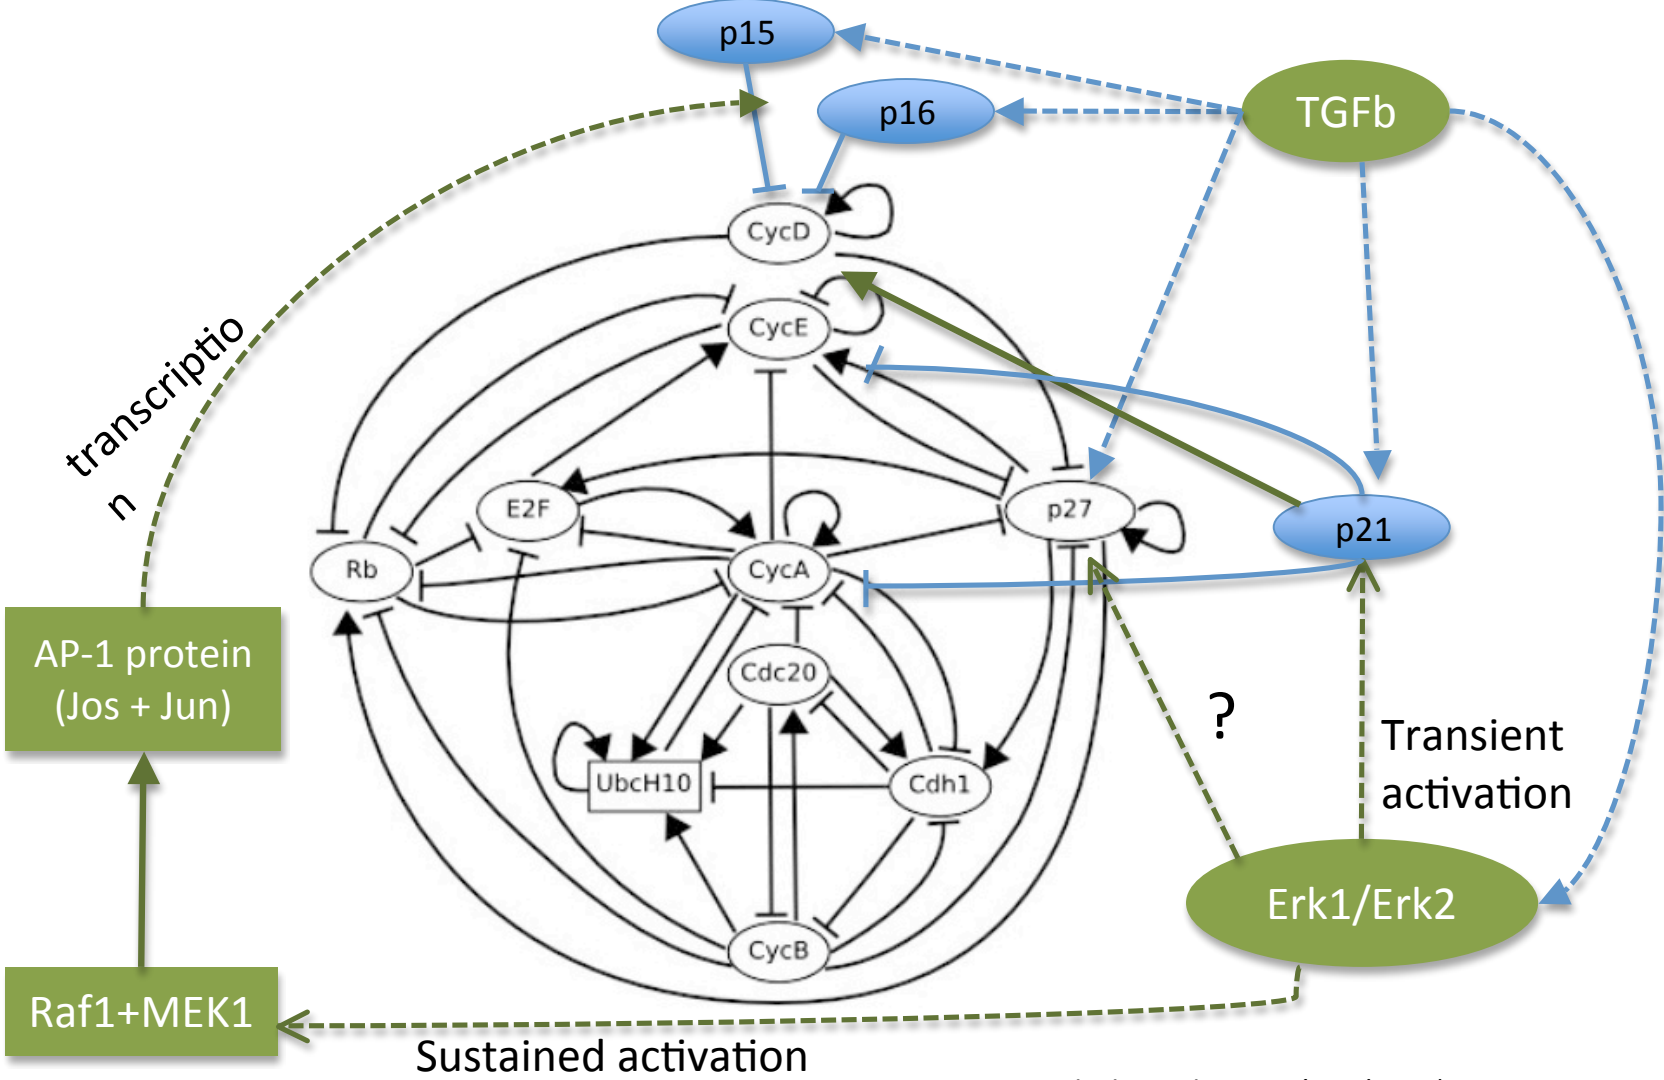 p15
p16
TGFb
CycD
CycE
transcriptio
n
E2F
p27
p21
Rb
CycA
AP-1 protein
(Jos + Jun)
Cdc20
?
Transient
activation
UbcH10
Cdh1
Erk1/Erk2
CycB
Raf1+MEK1
Sustained activation